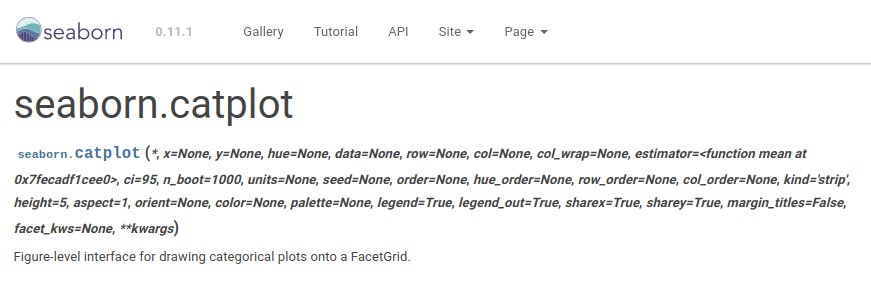 seaborn 0.11.1 Gallery Tutorial API Site Page
seaborn.catplot
seaborn.catplot (*, x=None, y=None, hue=None, data=None, row=None, col=None, col_wrap=None, estimator=<function mean at
0x7fecadf1cee0>, ci=95, n_boot=1000, units=None, seed=None, order=None, hue_order=None, row_order=None, col_order=None, kind='strip',
height=5, aspect=1, orient=None, color=None, palette=None, legend=True, legend_out=True, sharex=True, sharey=True, margin_titles=False,
facet_kws=None, **kwargs)
Figure-level interface for drawing categorical plots onto a FacetGrid.